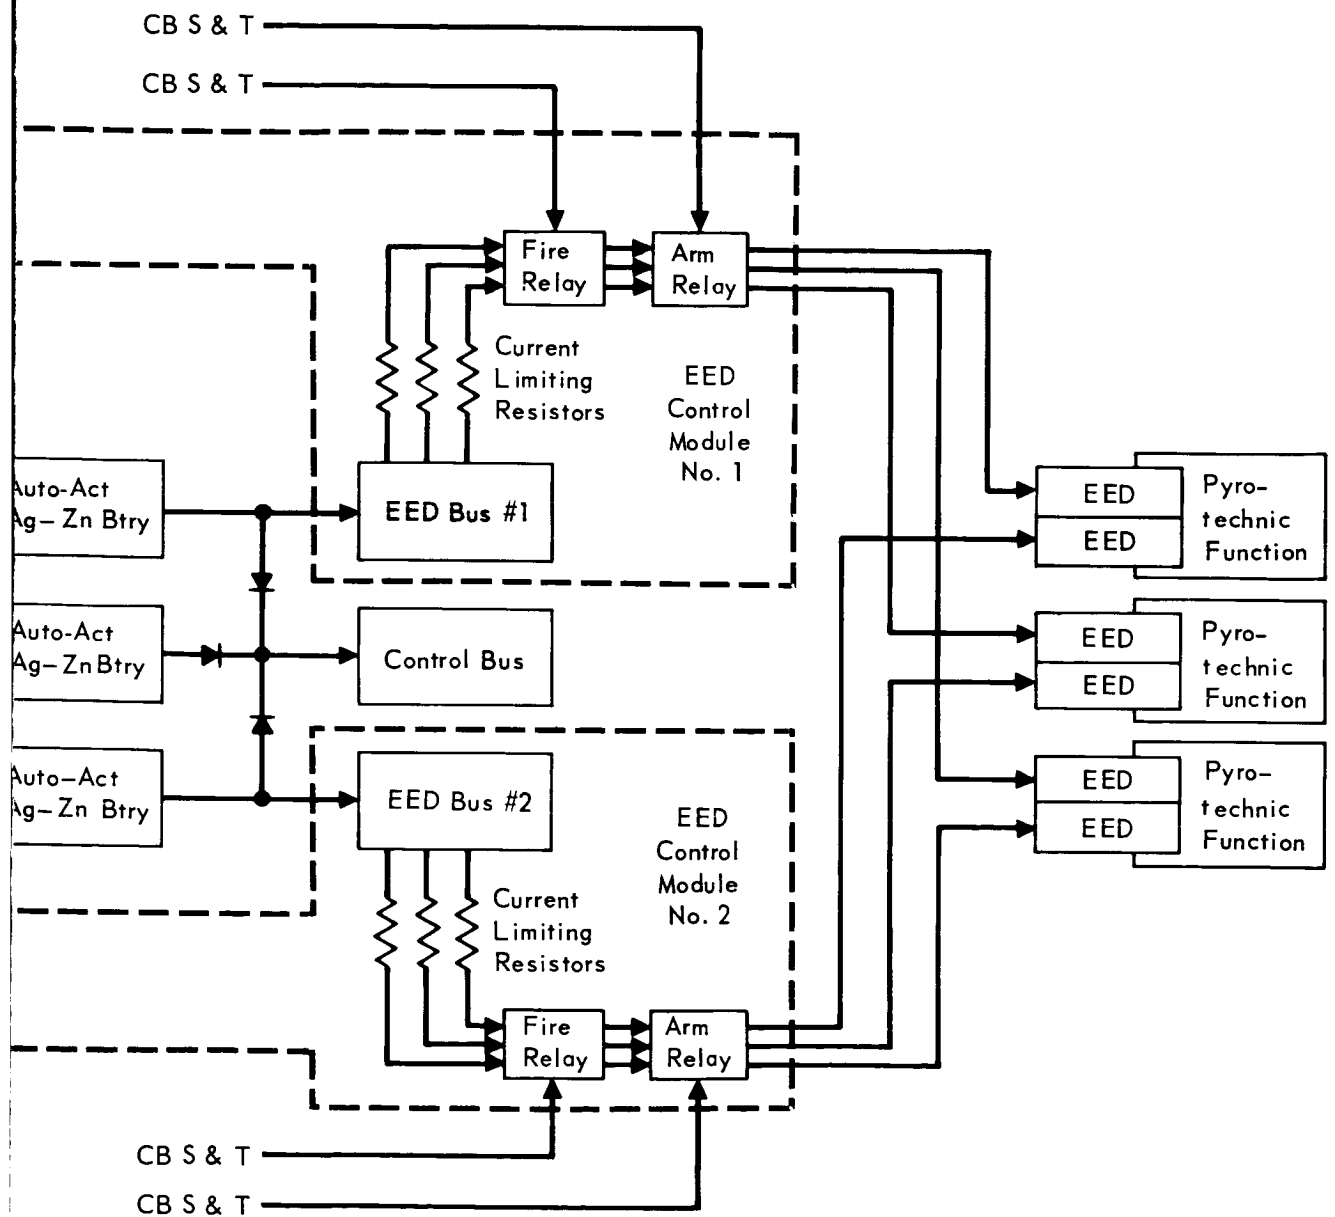 CB S & T
CB S & T
Fire
Relay
Arm
Relay
Current
Limiting
Resistors
EED
Control
Module
No. 1
Auto-Act
Ag-Zn Btry
EED Bus #1
EED
EED
Pyro-
technic
Function
Auto-Act
Ag-Zn Btry
Control Bus
EED
EED
Pyro-
technic
Function
Auto-Act
Ag-Zn Btry
EED Bus #2
EED
EED
Pyro-
technic
Function
EED
Control
Module
No. 2
Current
Limiting
Resistors
Fire
Relay
Arm
Relay
CB S & T
CB S & T